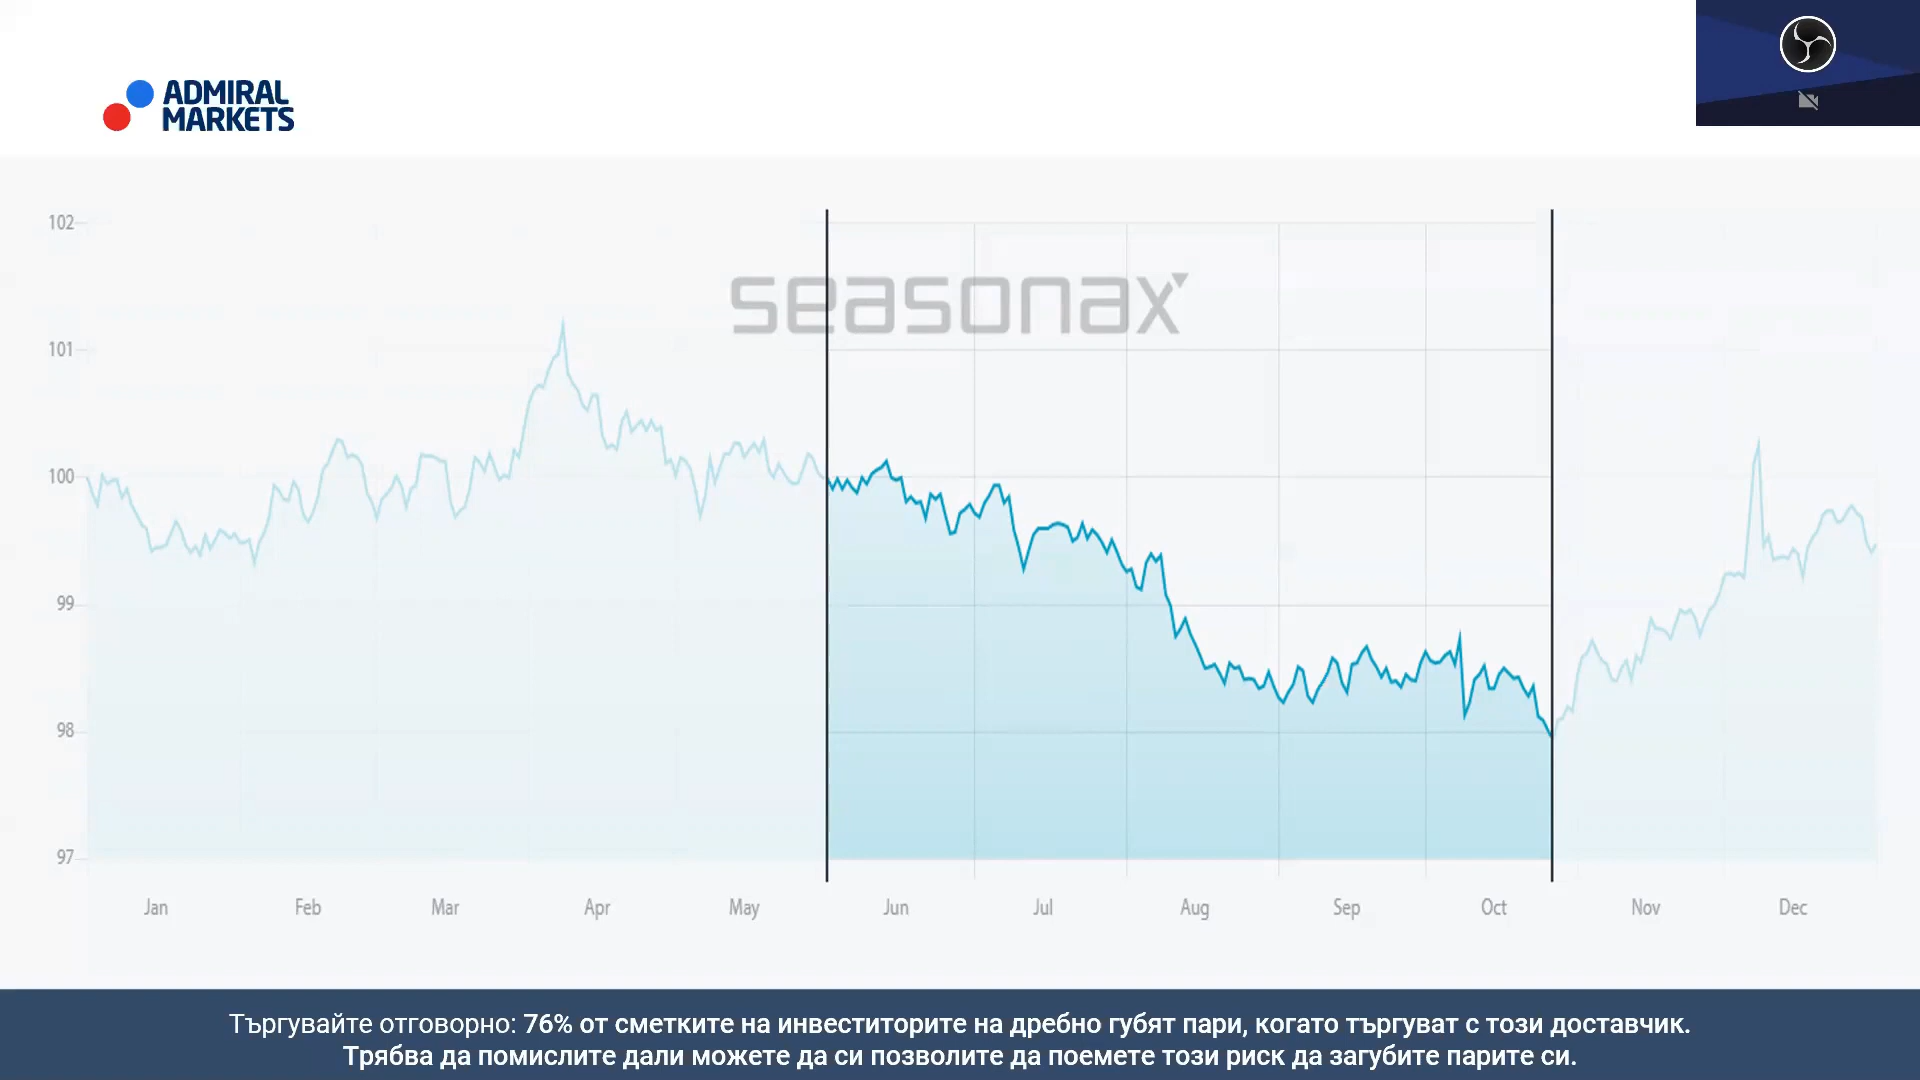 ADMIRAL
MARKETS
seasonax
102
101
100
99
98
97
Jan Feb Mar Apr May Jun Jul Aug Sep Oct Nov Dec
Търгувайте отговорно: 76% от сметките на инвеститорите на дребно губят пари, когато търгуват с този доставчик.
Трябва да помислите дали можете да си позволите да поемете този риск да загубите парите си.